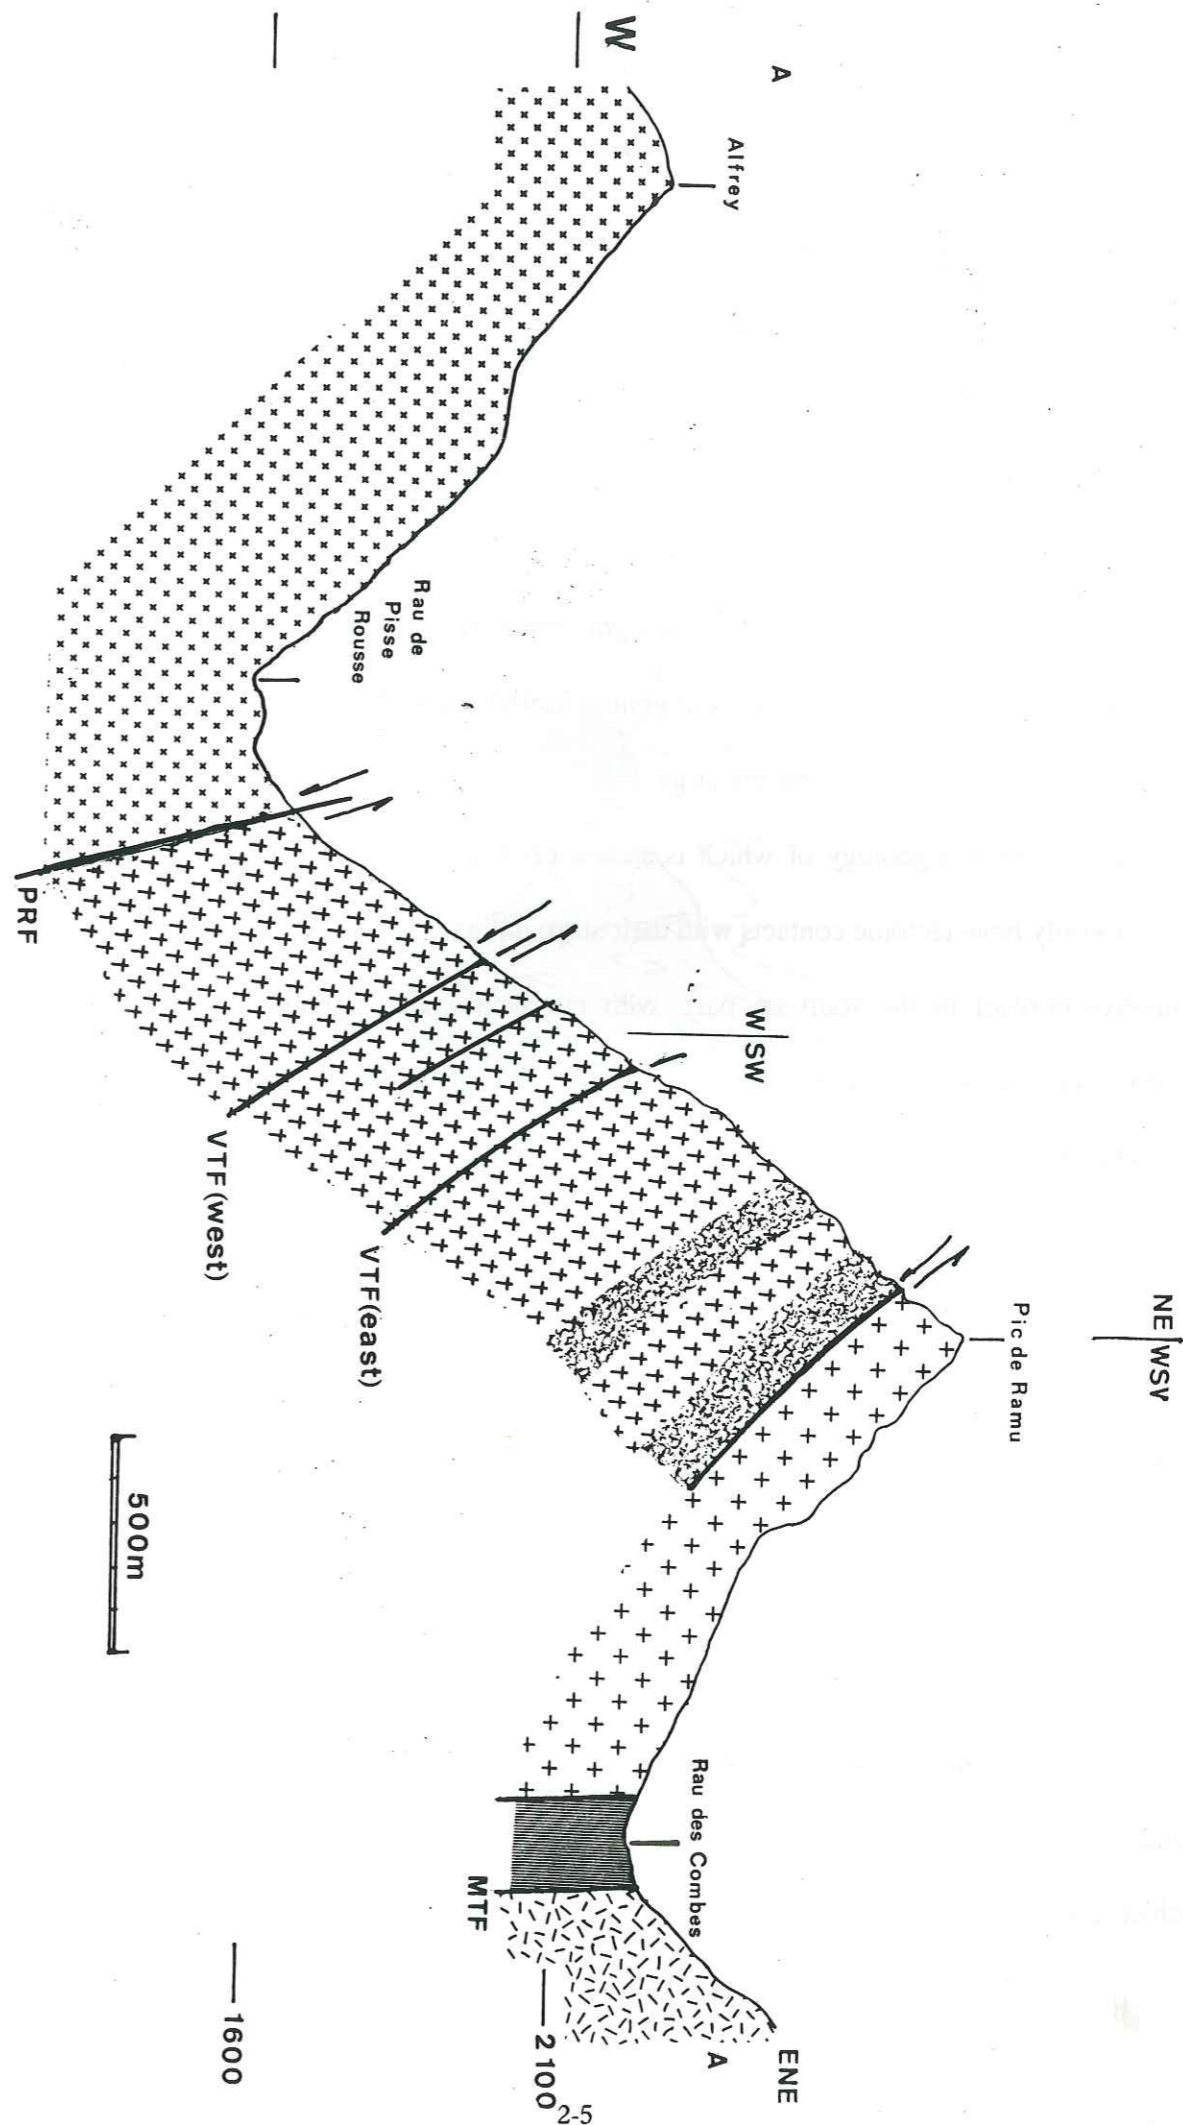 W
A
Alfrey
Rau de
Pisse
Rousse
PRF
VTF (west)
VTF (east)
W SW
Pic de Ramu
NE WSW
500m
Rau des Combes
MTF
ENE
A
2100
1600
2-5